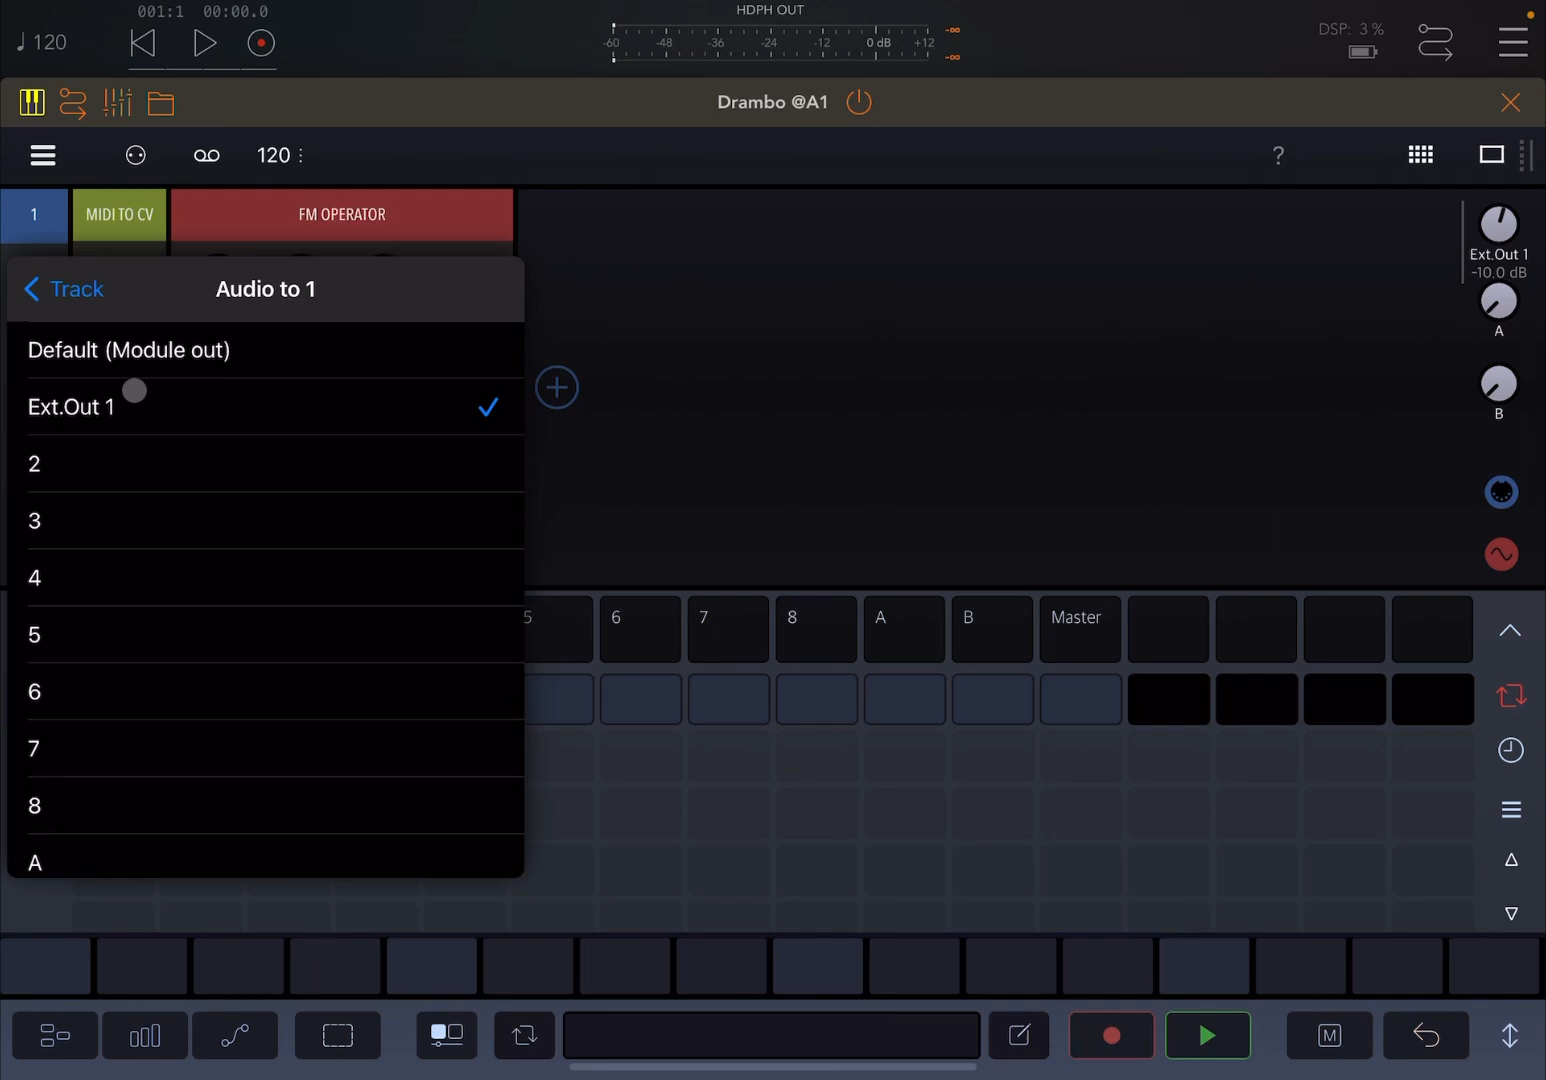 001:1 00:00.0
HDPH OUT
♩ 120
-60 -48 -36 -24 -12 0 dB +12
-∞
-∞
DSP: 3 %
Drambo @A1
120
?
1
MIDI TO CV
FM OPERATOR
Ext.Out 1
-10,0 dB
A
B
Track
Audio to 1
Default (Module out)
Ext.Out 1
2
3
4
5
6
7
8
A
5 6 7 8 A B Master
M